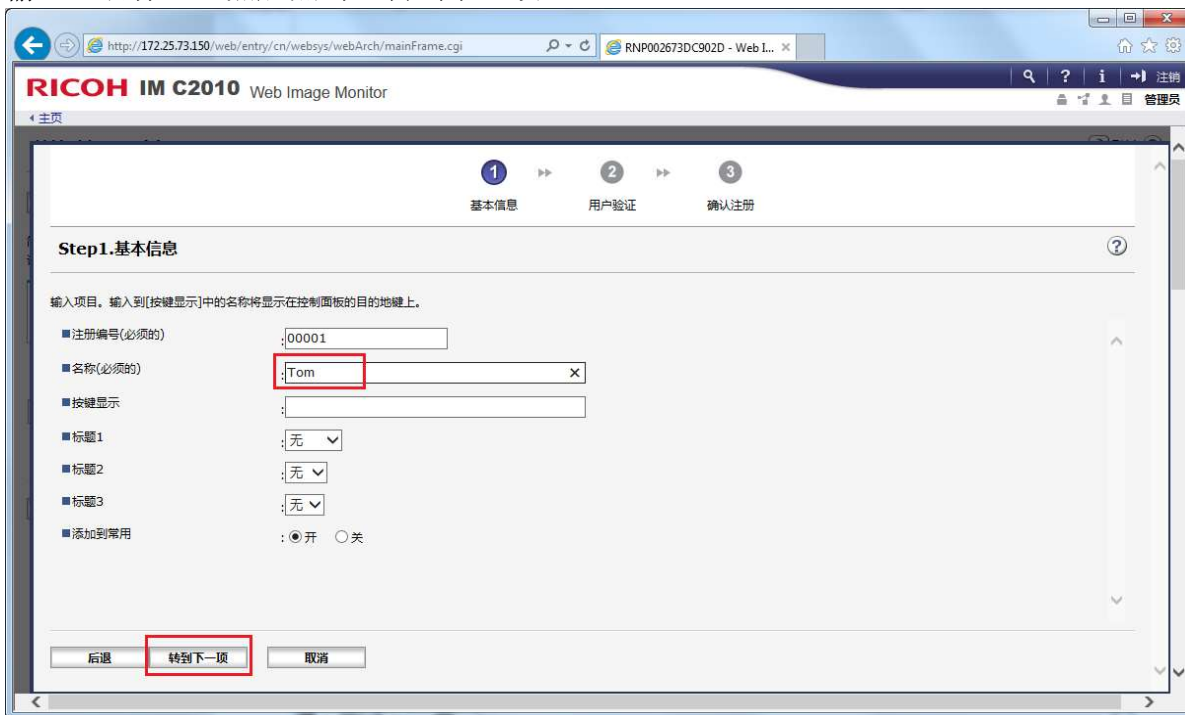 http://172.25.73.150/web/entry/cn/websys/webArch/mainFrame.cgi
RNP002673DC902D - Web I...
RICOH IM C2010 Web Image Monitor
注销
管理员
主页
1 2 3
基本信息 用户验证 确认注册
Step1.基本信息
输入项目。输入到[按键显示]中的名称将显示在控制面板的目的地键上。
■注册编号(必须的) :00001
■名称(必须的) :Tom
■按键显示 :
■标题1 :无
■标题2 :无
■标题3 :无
■添加到常用 :开 关
后退 转到下一项 取消